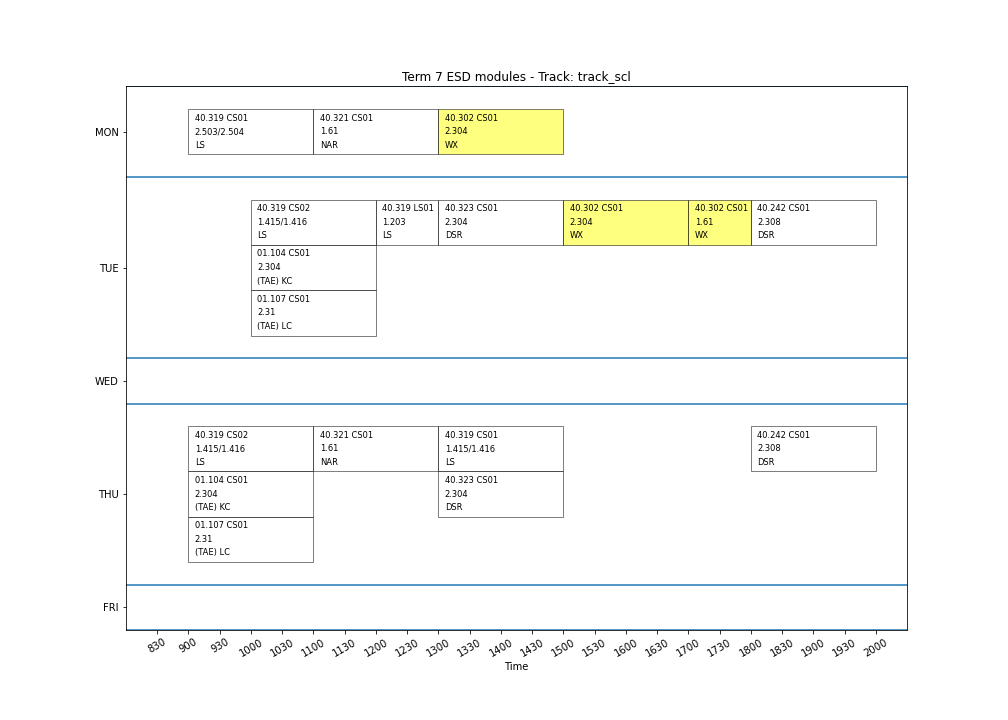 Term 7 ESD modules - Track: track_scl
MON
40.319 CS01
2.503/2.504
LS
40.321 CS01
1.61
NAR
40.302 CS01
2.304
WX
TUE
40.319 CS02
1.415/1.416
LS
40.319 LS01
1.203
LS
40.323 CS01
2.304
DSR
40.302 CS01
2.304
WX
40.302 CS01
1.61
WX
40.242 CS01
2.308
DSR
01.104 CS01
2.304
(TAE) KC
01.107 CS01
2.31
(TAE) LC
WED
THU
40.319 CS02
1.415/1.416
LS
40.321 CS01
1.61
NAR
40.319 CS01
1.415/1.416
LS
40.242 CS01
2.308
DSR
01.104 CS01
2.304
(TAE) KC
40.323 CS01
2.304
DSR
01.107 CS01
2.31
(TAE) LC
FRI
830 900 930 1000 1030 1100 1130 1200 1230 1300 1330 1400 1430 1500 1530 1600 1630 1700 1730 1800 1830 1900 1930 2000
Time